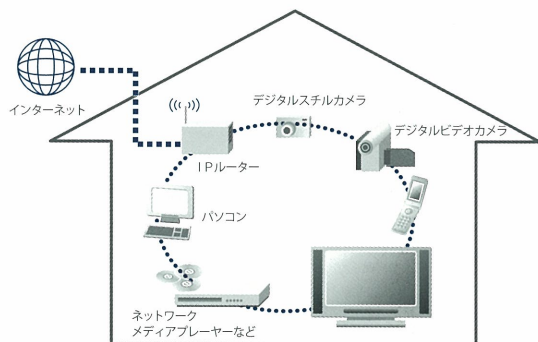 インターネット
デジタルスチルカメラ
デジタルビデオカメラ
IPルーター
パソコン
ネットワーク
メディアプレーヤーなど